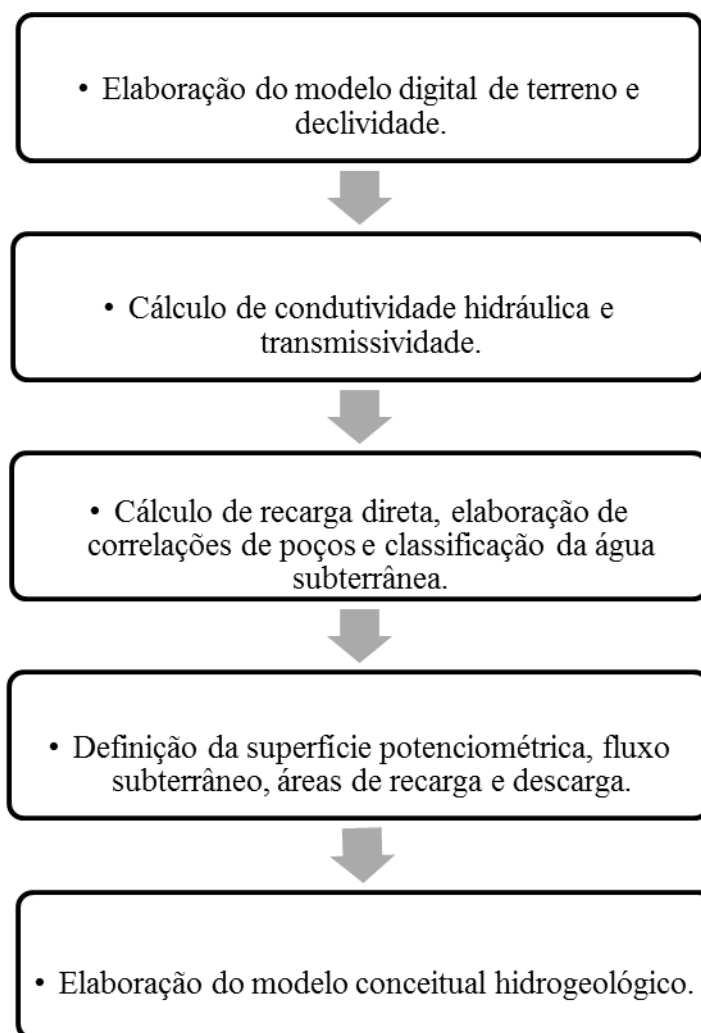 • Elaboração do modelo digital de terreno e
declividade.
• Cálculo de condutividade hidráulica e
transmissividade.
• Cálculo de recarga direta, elaboração de
correlações de poços e classificação da água
subterrânea.
• Definição da superfície potenciométrica, fluxo
subterrâneo, áreas de recarga e descarga.
• Elaboração do modelo conceitual hidrogeológico.